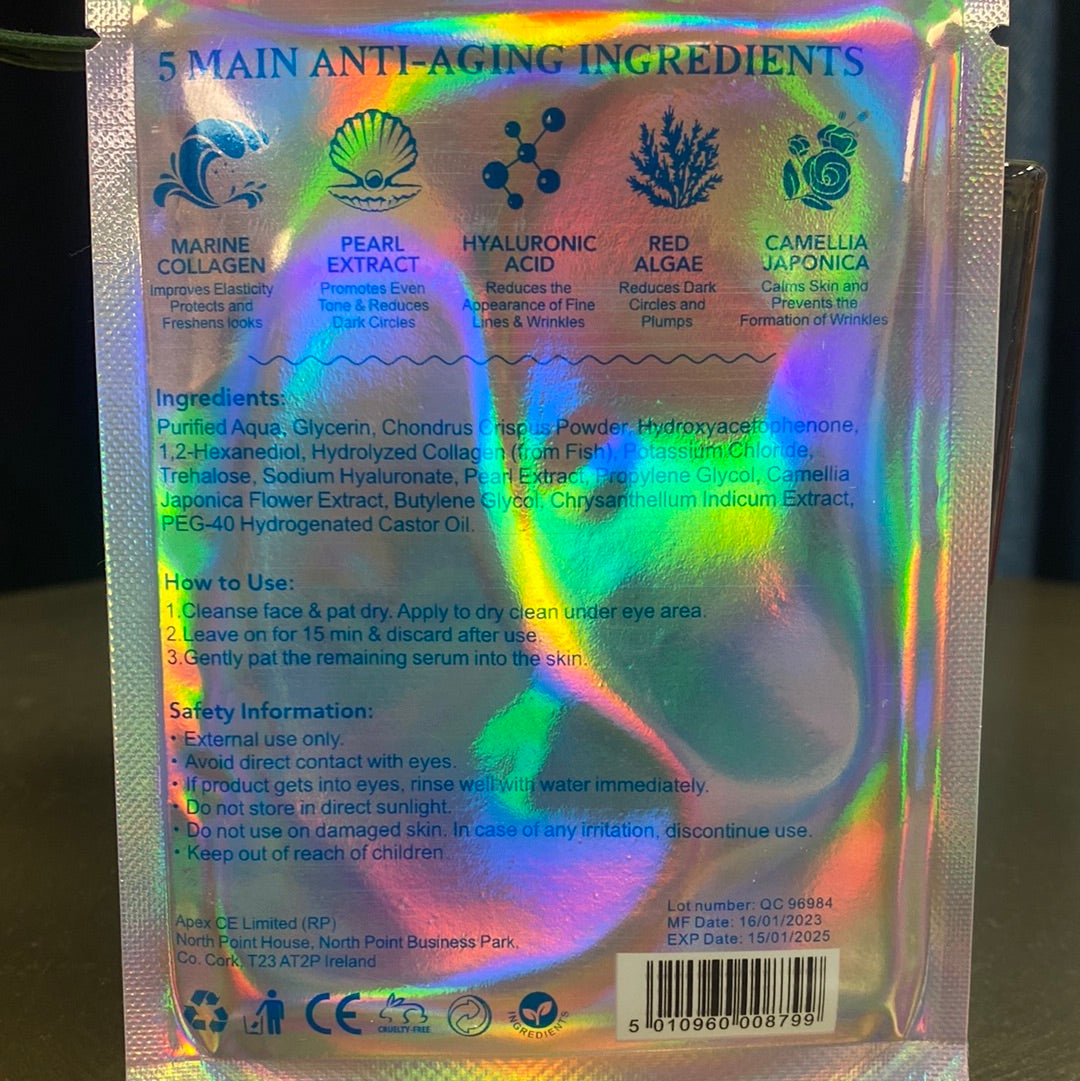 5 MAIN ANTI-AGING INGREDIENTS
MARINE COLLAGEN
Improves Elasticity
Protects and
Freshens looks
PEARL EXTRACT
Promotes Even
Tone & Reduces
Dark Circles
HYALURONIC ACID
Reduces the
Appearance of Fine
Lines & Wrinkles
RED ALGAE
Reduces Dark
Circles and
Plumps
CAMELLIA JAPONICA
Calms Skin and
Prevents the
Formation of Wrinkles
Ingredients:
Purified Aqua, Glycerin, Chondrus Crispus Powder, Hydroxyacetophenone,
1,2-Hexanediol, Hydrolyzed Collagen (from Fish), Potassium Chloride,
Trehalose, Sodium Hyaluronate, Pearl Extract, Propylene Glycol, Camellia
Japonica Flower Extract, Butylene Glycol, Chrysanthellum Indicum Extract,
PEG-40 Hydrogenated Castor Oil.
How to Use:
1.Cleanse face & pat dry. Apply to dry clean under eye area.
2.Leave on for 15 min & discard after use.
3.Gently pat the remaining serum into the skin.
Safety Information:
• External use only.
• Avoid direct contact with eyes.
• If product gets into eyes, rinse well with water immediately.
• Do not store in direct sunlight.
• Do not use on damaged skin. In case of any irritation, discontinue use.
• Keep out of reach of children
Apex CE Limited (RP)
North Point House, North Point Business Park,
Co. Cork, T23 AT2P Ireland
Lot number: QC 96984
MF Date: 16/01/2023
EXP Date: 15/01/2025
CE
CRUELTY-FREE
INGREDIENTS
5 010960 008799